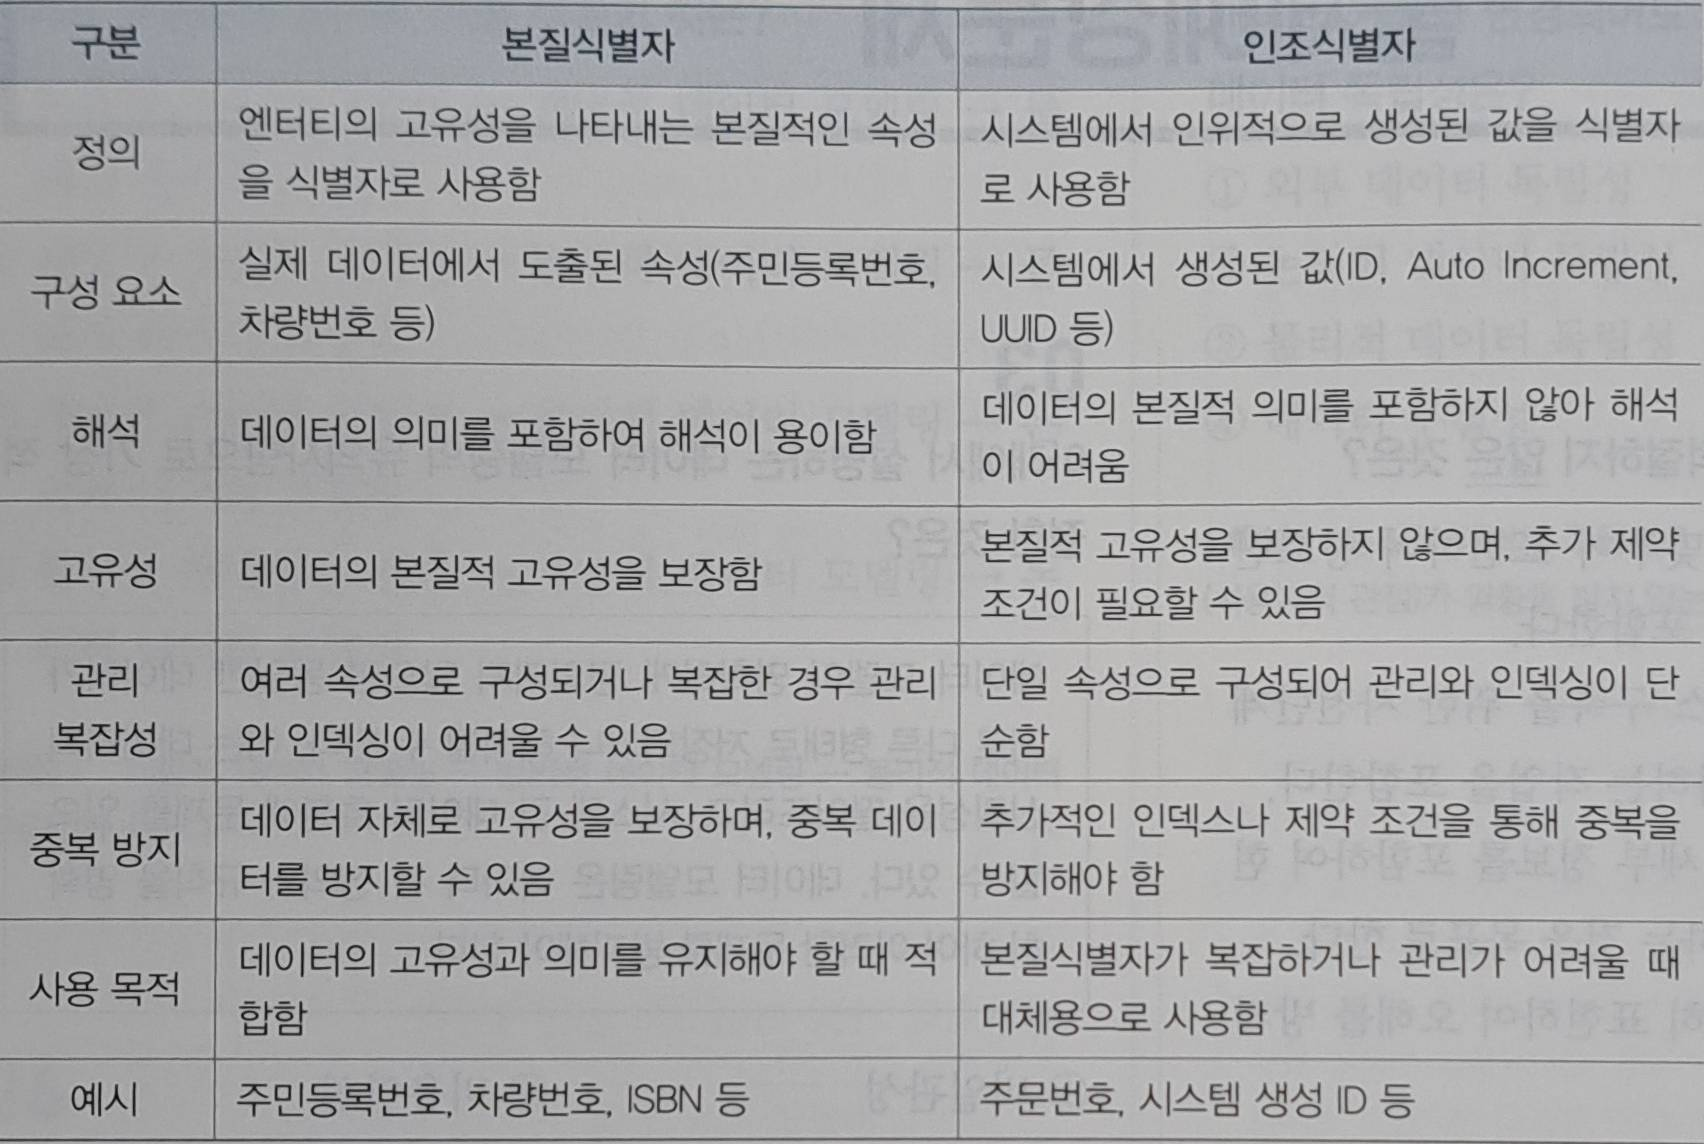 구분 본질식별자 인조식별자
정의
엔터티의 고유성을 나타내는 본질적인 속성
을 식별자로 사용함
시스템에서 인위적으로 생성된 값을 식별자
로 사용함
구성 요소
실제 데이터에서 도출된 속성(주민등록번호,
차량번호 등)
시스템에서 생성된 값(ID, Auto Increment,
UUID 등)
해석
데이터의 의미를 포함하여 해석이 용이함
데이터의 본질적 의미를 포함하지 않아 해석
이 어려움
고유성
데이터의 본질적 고유성을 보장함
본질적 고유성을 보장하지 않으며, 추가 제약
조건이 필요할 수 있음
관리
복잡성
여러 속성으로 구성되거나 복잡한 경우 관리
와 인덱싱이 어려울 수 있음
단일 속성으로 구성되어 관리와 인덱싱이 단
순함
중복 방지
데이터 자체로 고유성을 보장하며, 중복 데이
터를 방지할 수 있음
추가적인 인덱스나 제약 조건을 통해 중복을
방지해야 함
사용 목적
데이터의 고유성과 의미를 유지해야 할 때 적
합함
본질식별자가 복잡하거나 관리가 어려울 때
대체용으로 사용함
예시
주민등록번호, 차량번호, ISBN 등
주문번호, 시스템 생성 ID 등